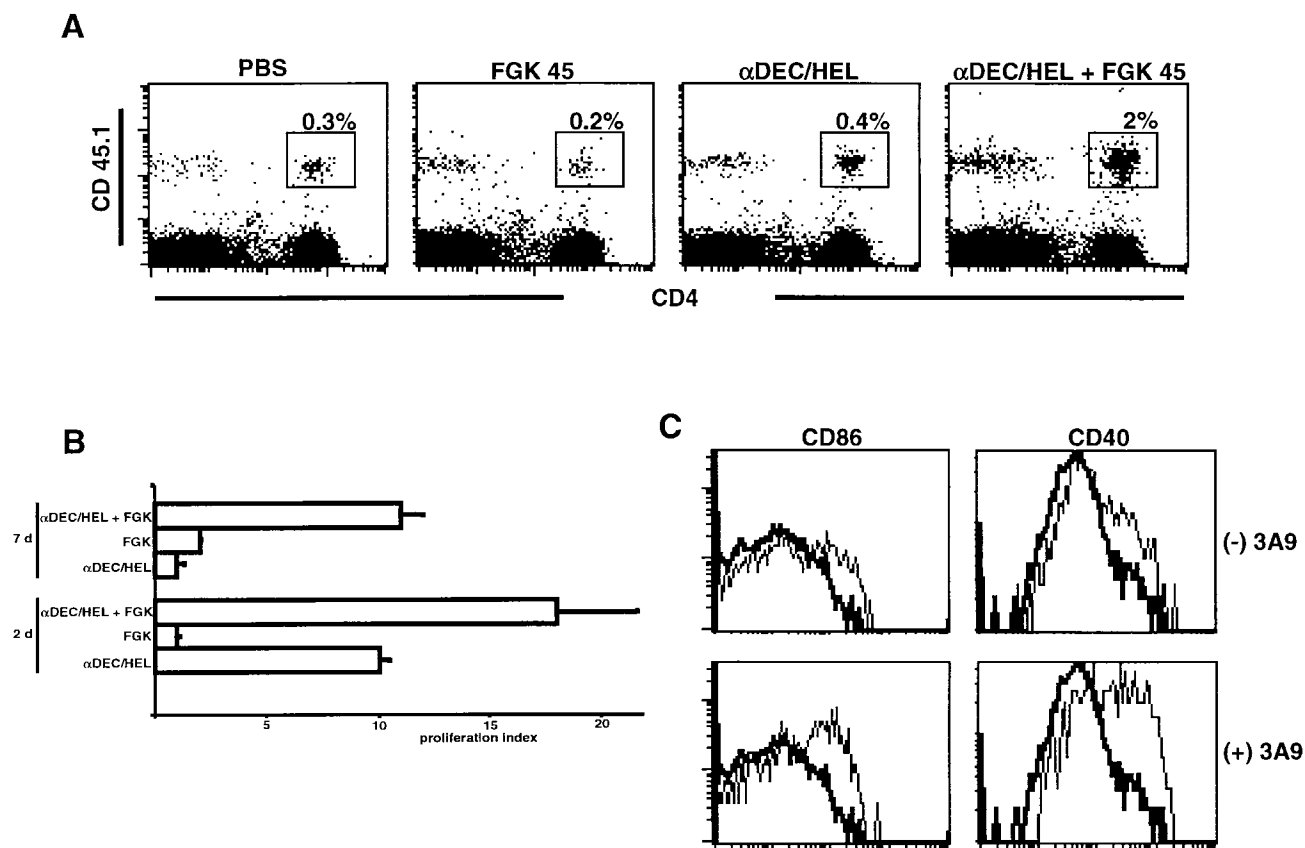 A
PBS
FGK 45
αDEC/HEL
αDEC/HEL + FGK 45
CD 45.1
0.3%
0.2%
0.4%
2%
CD4
B
7 d
αDEC/HEL + FGK
FGK
αDEC/HEL
2 d
αDEC/HEL + FGK
FGK
αDEC/HEL
5
10
15
20
proliferation index
C
CD86
CD40
(-) 3A9
(+) 3A9